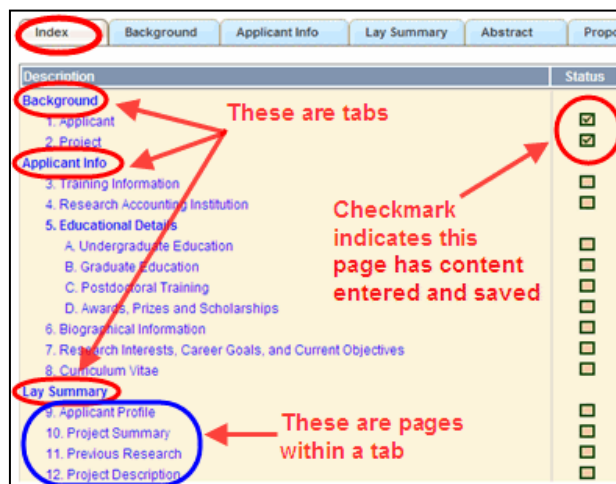 Index Background Applicant Info Lay Summary Abstract Propo
Description Status
Background
1. Applicant
2. Project
Applicant Info
3. Training Information
4. Research Accounting Institution
5. Educational Details
A. Undergraduate Education
B. Graduate Education
C. Postdoctoral Training
D. Awards, Prizes and Scholarships
6. Biographical Information
7. Research Interests, Career Goals, and Current Objectives
8. Curriculum Vitae
Lay Summary
9. Applicant Profile
10. Project Summary
11. Previous Research
12. Project Description
These are tabs
Checkmark
indicates this
page has content
entered and saved
These are pages
within a tab